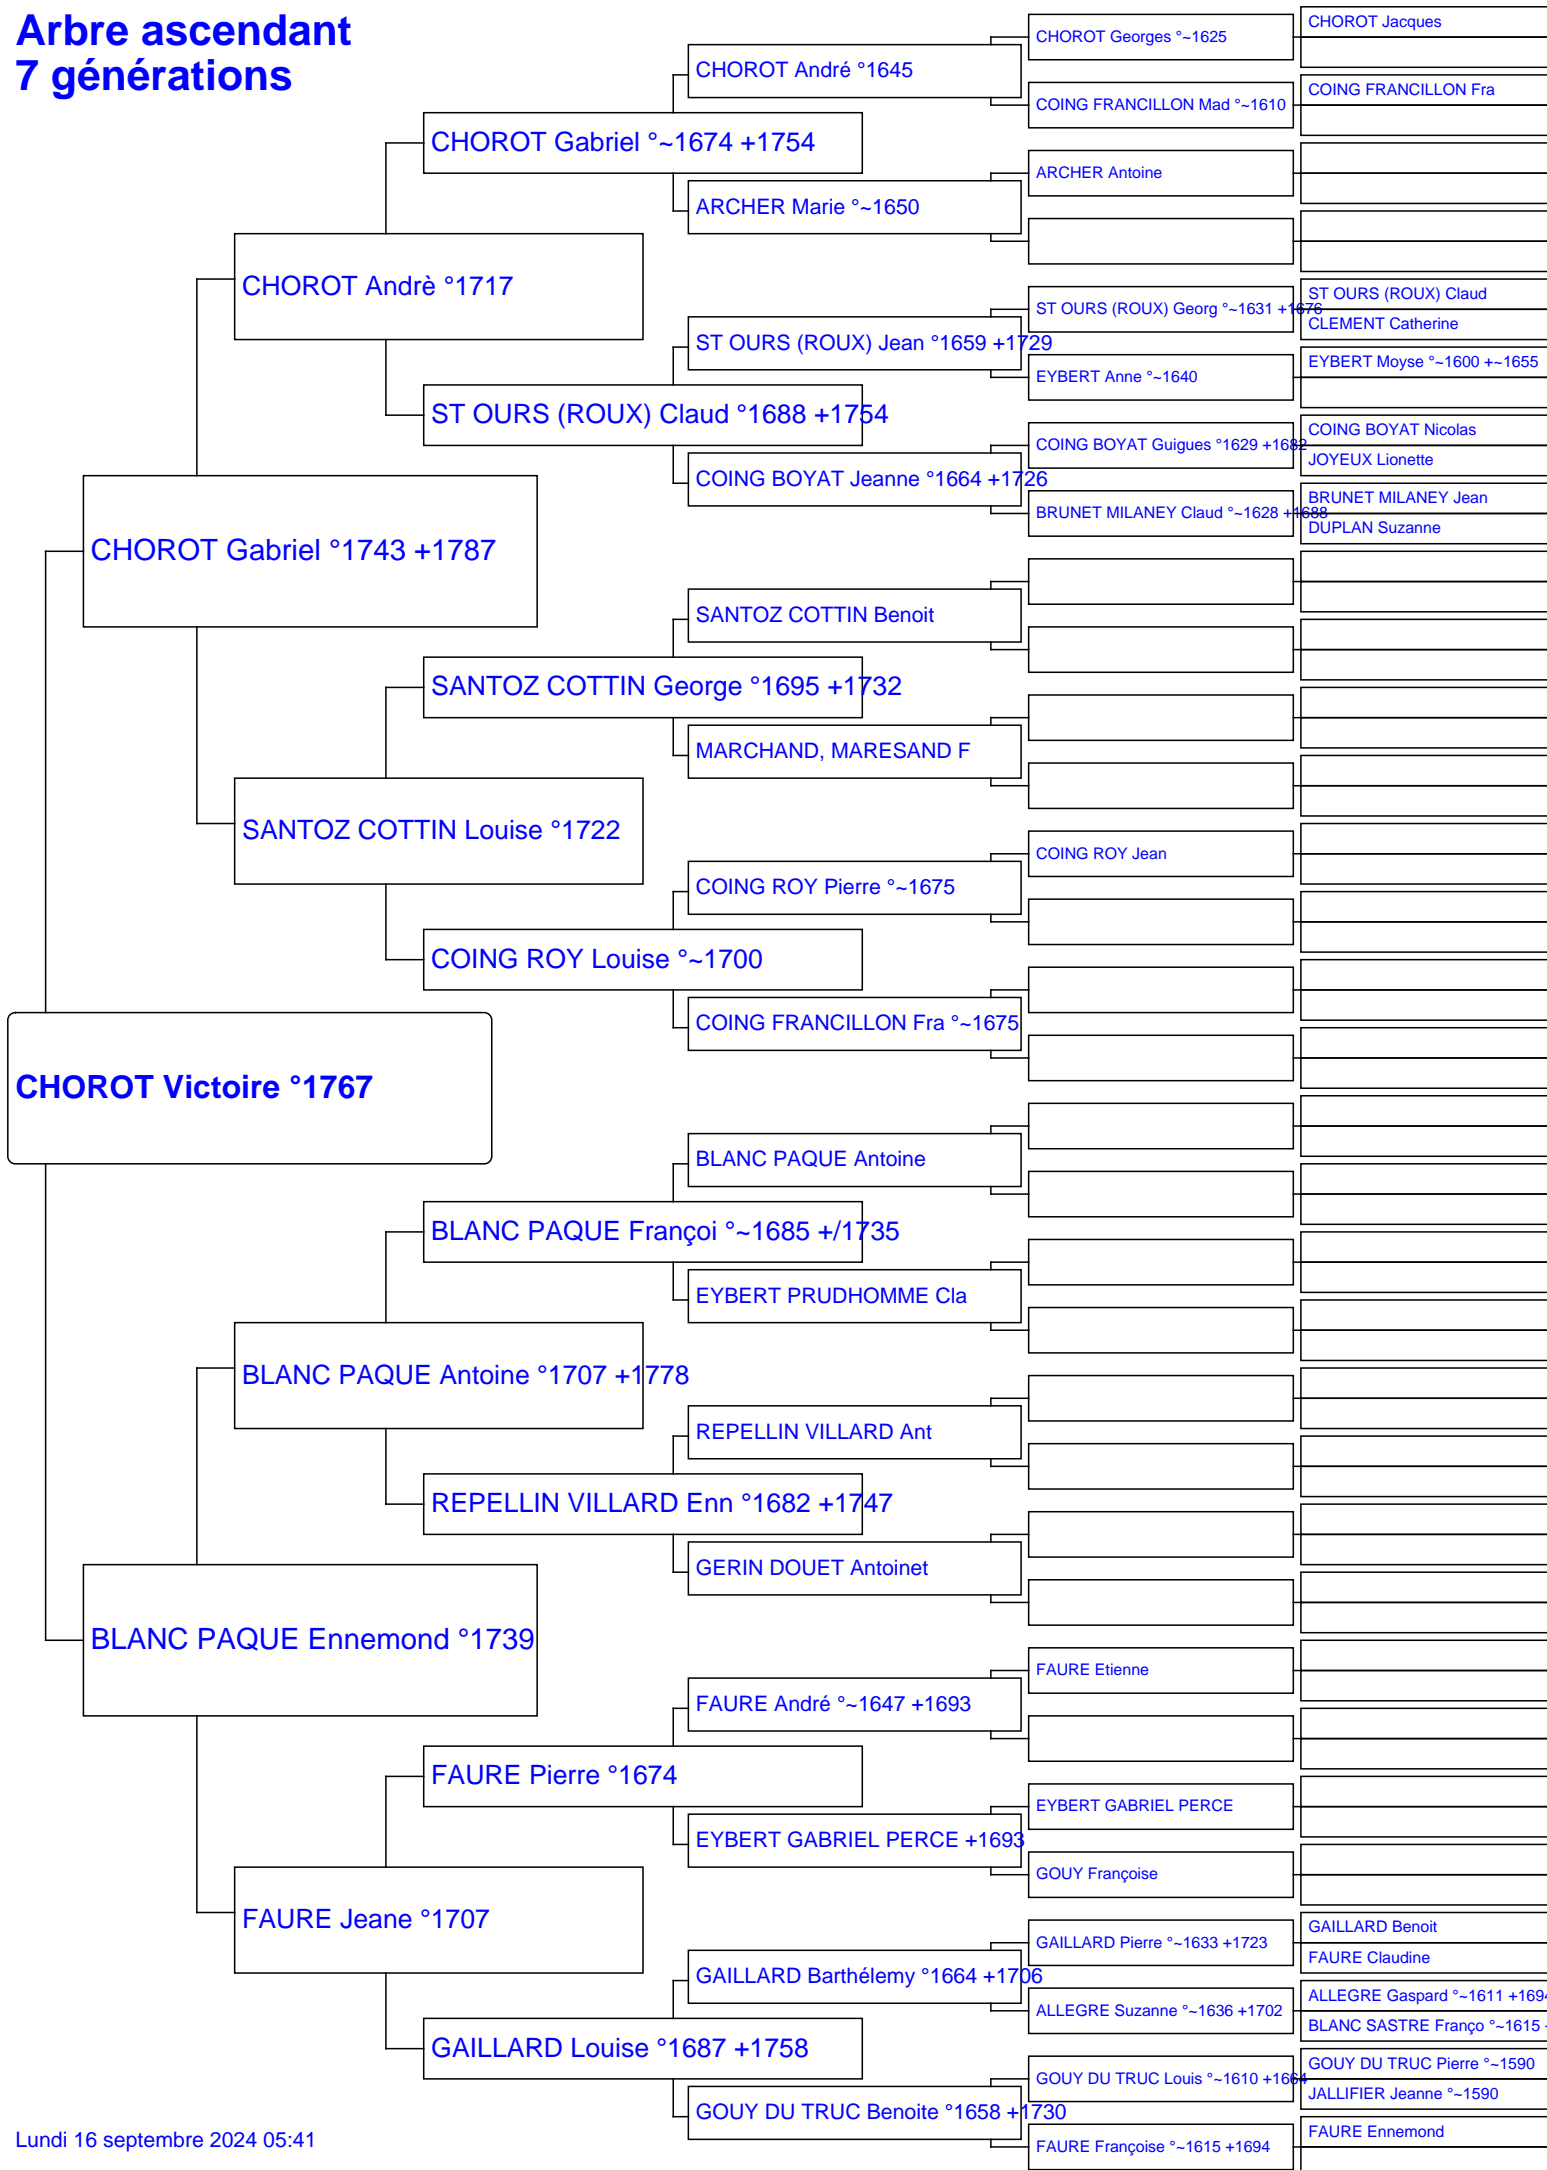 Arbre ascendant
7 générations
CHOROT Victoire °1767
CHOROT Gabriel °1743 +1787
BLANC PAQUE Ennemond °1739
CHOROT Andrè °1717
SANTOZ COTTIN Louise °1722
BLANC PAQUE Antoine °1707 +1778
FAURE Jeane °1707
CHOROT Gabriel °~1674 +1754
ST OURS (ROUX) Claud °1688 +1754
SANTOZ COTTIN George °1695 +1732
COING ROY Louise °~1700
BLANC PAQUE Françoi °~1685 +/1735
REPELLIN VILLARD Enn °1682 +1747
FAURE Pierre °1674
GAILLARD Louise °1687 +1758
CHOROT André °1645
ARCHER Marie °~1650
ST OURS (ROUX) Jean °1659 +1729
COING BOYAT Jeanne °1664 +1726
SANTOZ COTTIN Benoit
MARCHAND, MARESAND F
COING ROY Pierre °~1675
COING FRANCILLON Fra °~1675
BLANC PAQUE Antoine
EYBERT PRUDHOMME Cla
REPELLIN VILLARD Ant
GERIN DOUET Antoinet
FAURE André °~1647 +1693
EYBERT GABRIEL PERCE +1693
GAILLARD Barthélemy °1664 +1706
GOUY DU TRUC Benoite °1658 +1730
CHOROT Georges °~1625
COING FRANCILLON Mad °~1610
ARCHER Antoine
ST OURS (ROUX) Georg °~1631 +1676
EYBERT Anne °~1640
COING BOYAT Guigues °1629 +1682
BRUNET MILANEY Claud °~1628 +1688
COING ROY Jean
FAURE Etienne
EYBERT GABRIEL PERCE
GOUY Françoise
GAILLARD Pierre °~1633 +1723
ALLEGRE Suzanne °~1636 +1702
GOUY DU TRUC Louis °~1610 +1664
FAURE Françoise °~1615 +1694
CHOROT Jacques
COING FRANCILLON Fra
ST OURS (ROUX) Claud
CLEMENT Catherine
EYBERT Moyse °~1600 +~1655
COING BOYAT Nicolas
JOYEUX Lionette
BRUNET MILANEY Jean
DUPLAN Suzanne
GAILLARD Benoit
FAURE Claudine
ALLEGRE Gaspard °~1611 +1694
BLANC SASTRE Franço °~1615
GOUY DU TRUC Pierre °~1590
JALLIFIER Jeanne °~1590
FAURE Ennemond
Lundi 16 septembre 2024 05:41